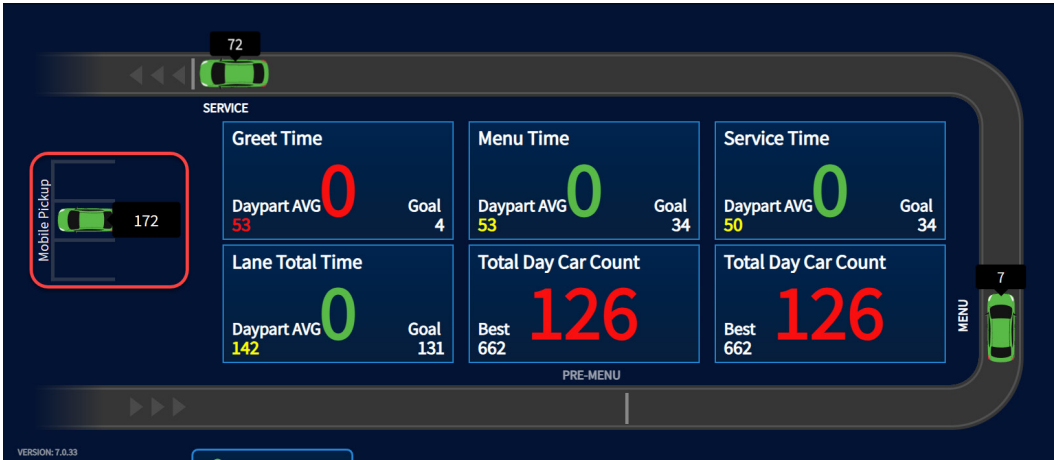 72
SERVICE
Greet Time
0
Daypart AVG
53
Goal
4
Menu Time
0
Daypart AVG
53
Goal
34
Service Time
0
Daypart AVG
50
Goal
34
Mobile Pickup
172
Lane Total Time
0
Daypart AVG
142
Goal
131
Total Day Car Count
126
Best
662
Total Day Car Count
126
Best
662
7
MENU
PRE-MENU
VERSION: 7.0.33